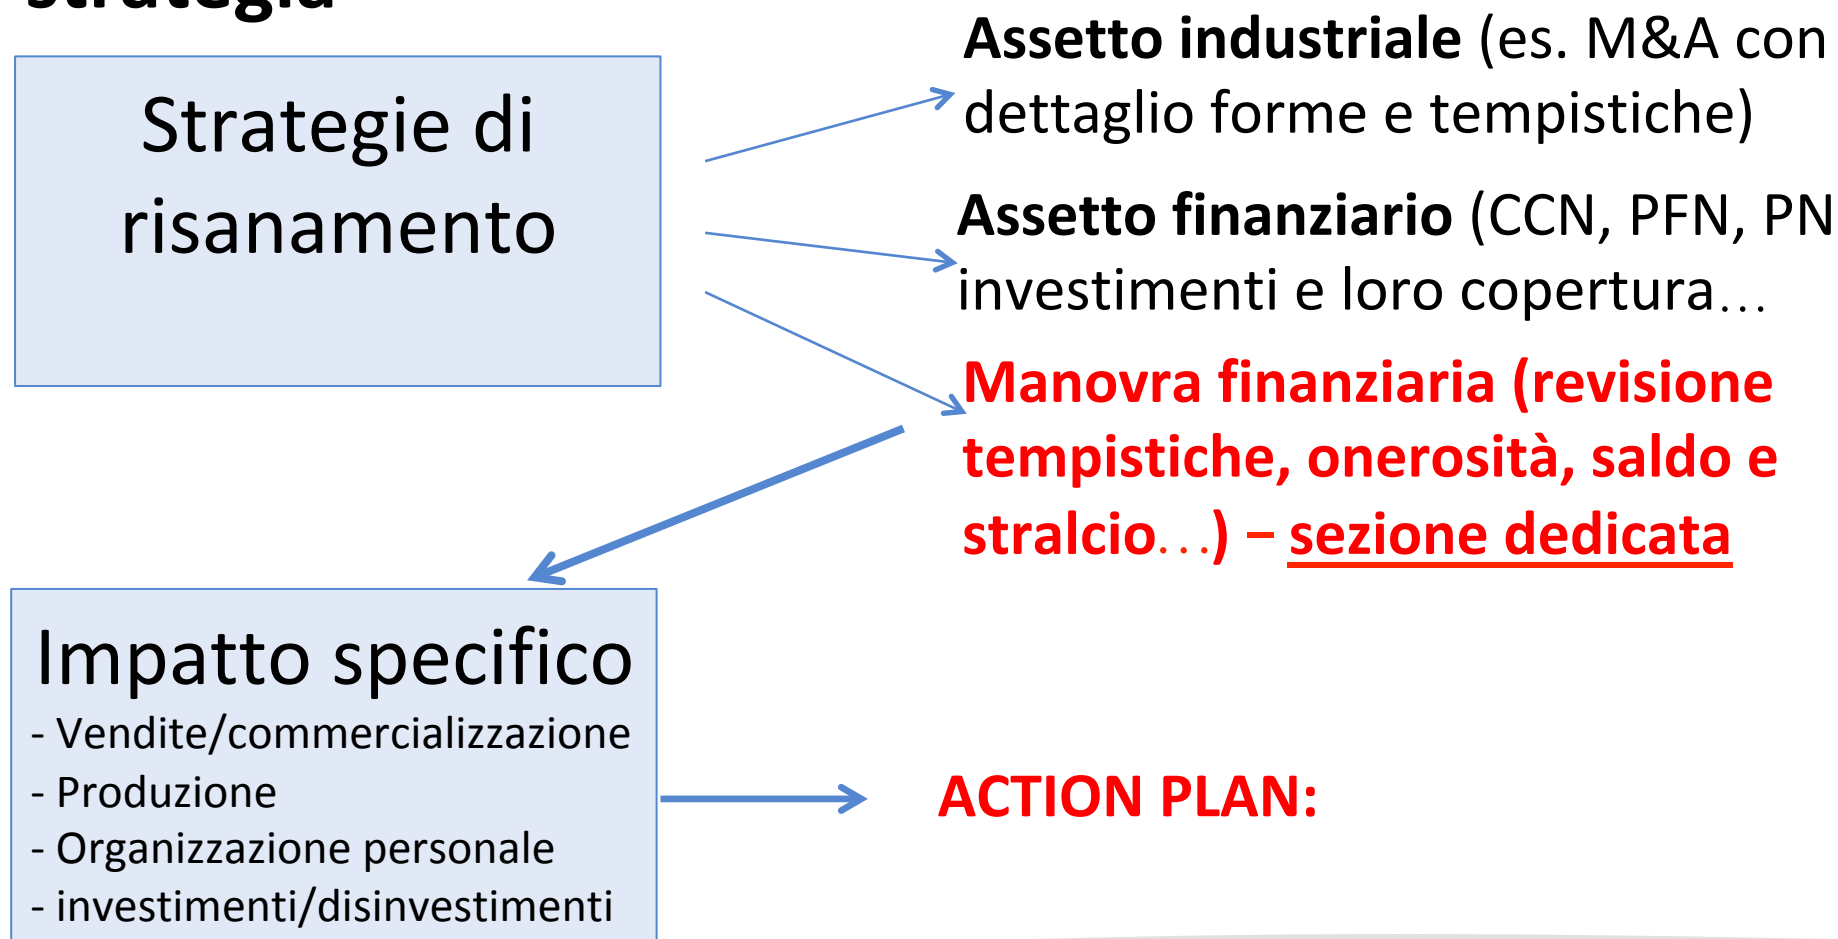 strategia
Strategie di
risanamento
Assetto industriale (es. M&A con
dettaglio forme e tempistiche)
Assetto finanziario (CCN, PFN, PN
investimenti e loro copertura…
Manovra finanziaria (revisione
tempistiche, onerosità, saldo e
stralcio…) – sezione dedicata
Impatto specifico
- Vendite/commercializzazione
- Produzione
- Organizzazione personale
- investimenti/disinvestimenti
ACTION PLAN: